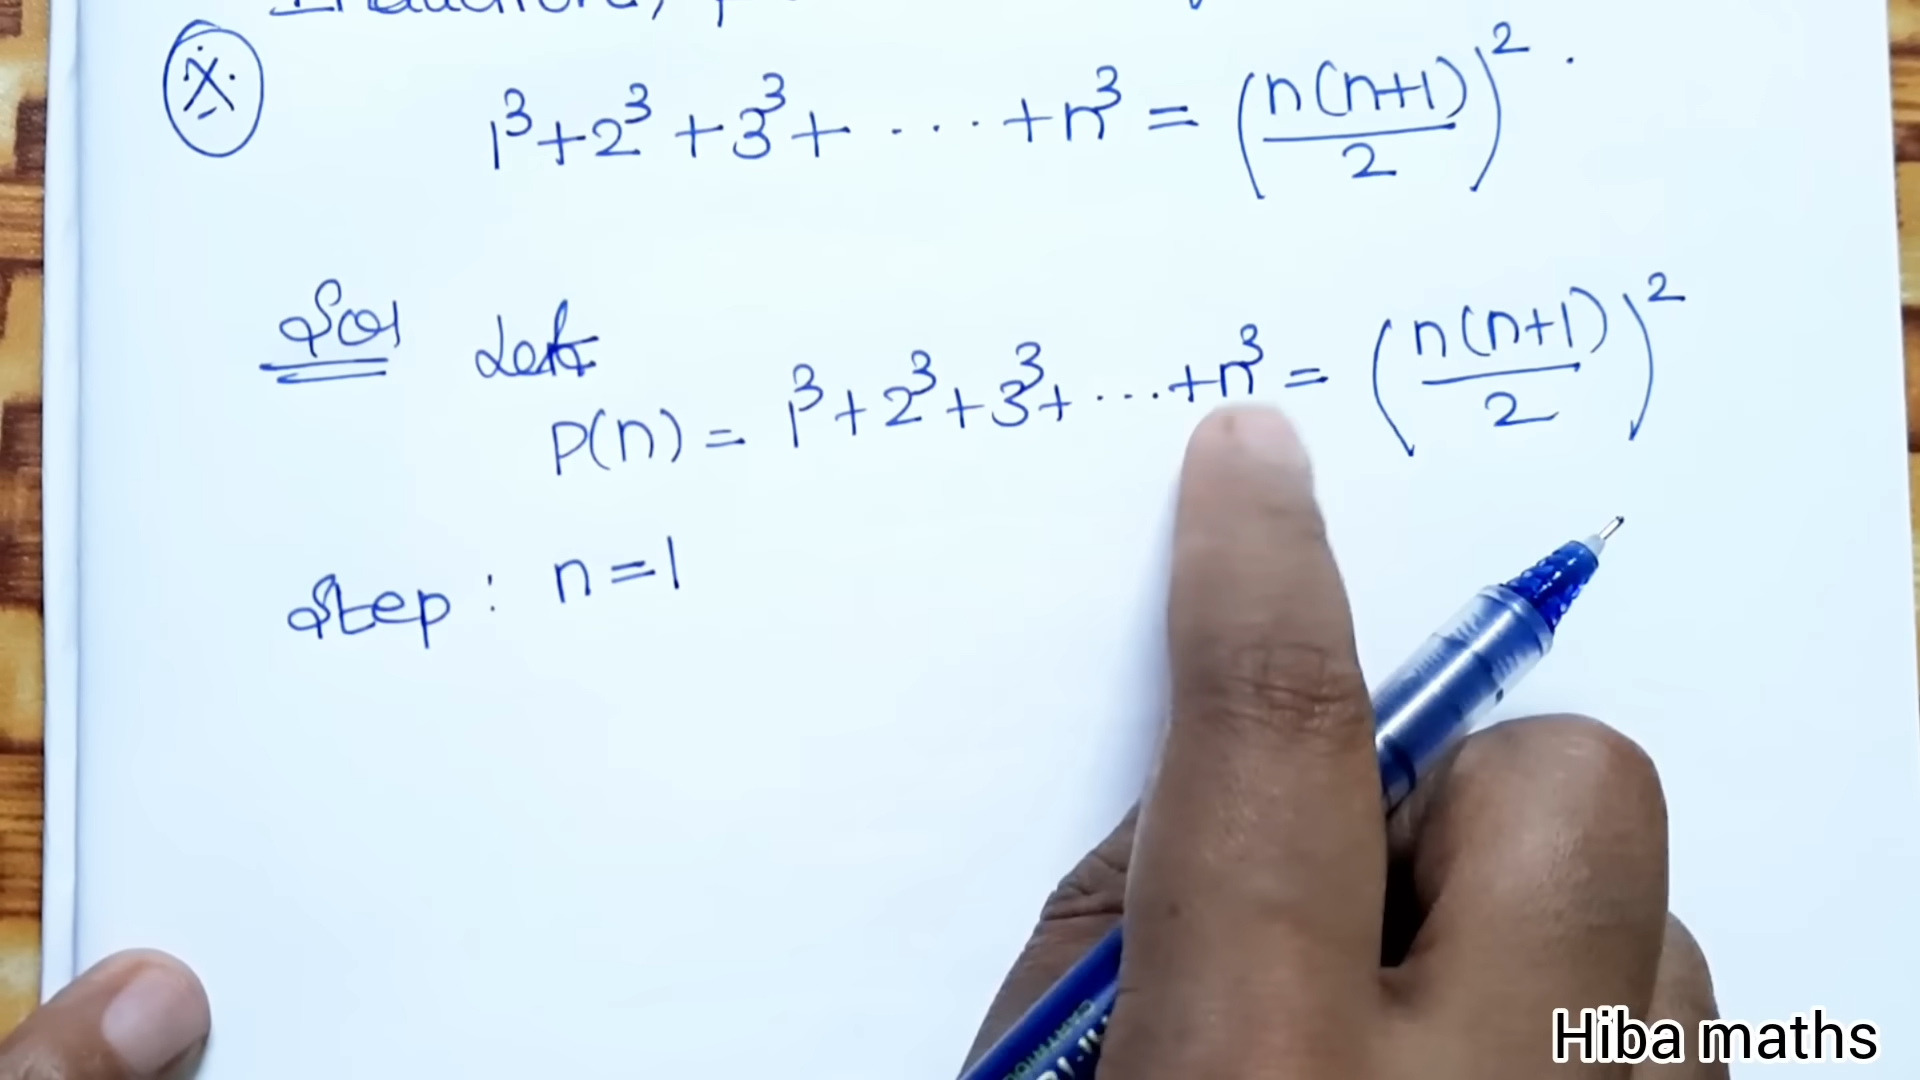 X.
1³+2³+3³+ ....+n³ = (n(n+1)/2)².
Sol Let
P(n) = 1³+2³+3³+ ...+n³ = (n(n+1)/2)²
Step : n=1
Hiba maths